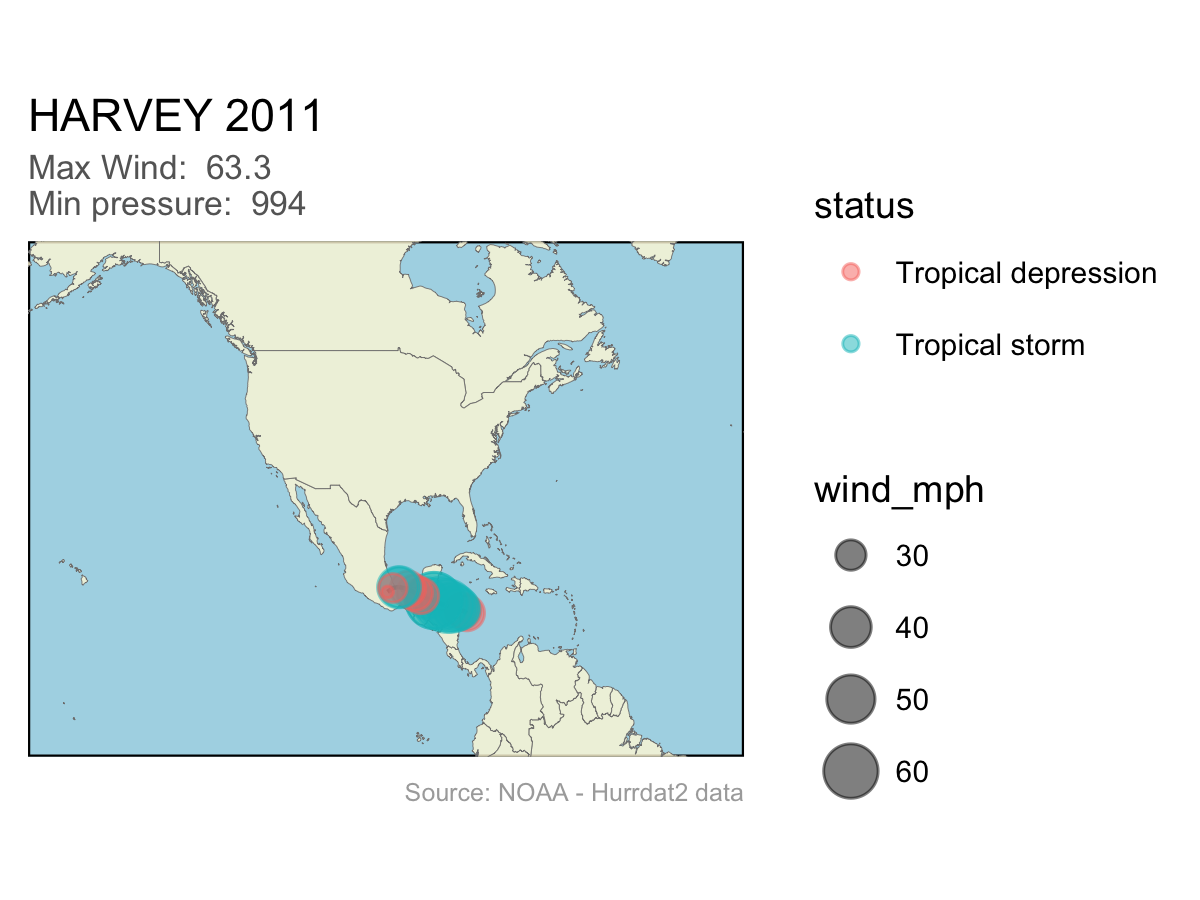 HARVEY 2011
Max Wind:  63.3
Min pressure:  994
status
Tropical depression
Tropical storm
wind_mph
30
40
50
60
Source: NOAA - Hurrdat2 data